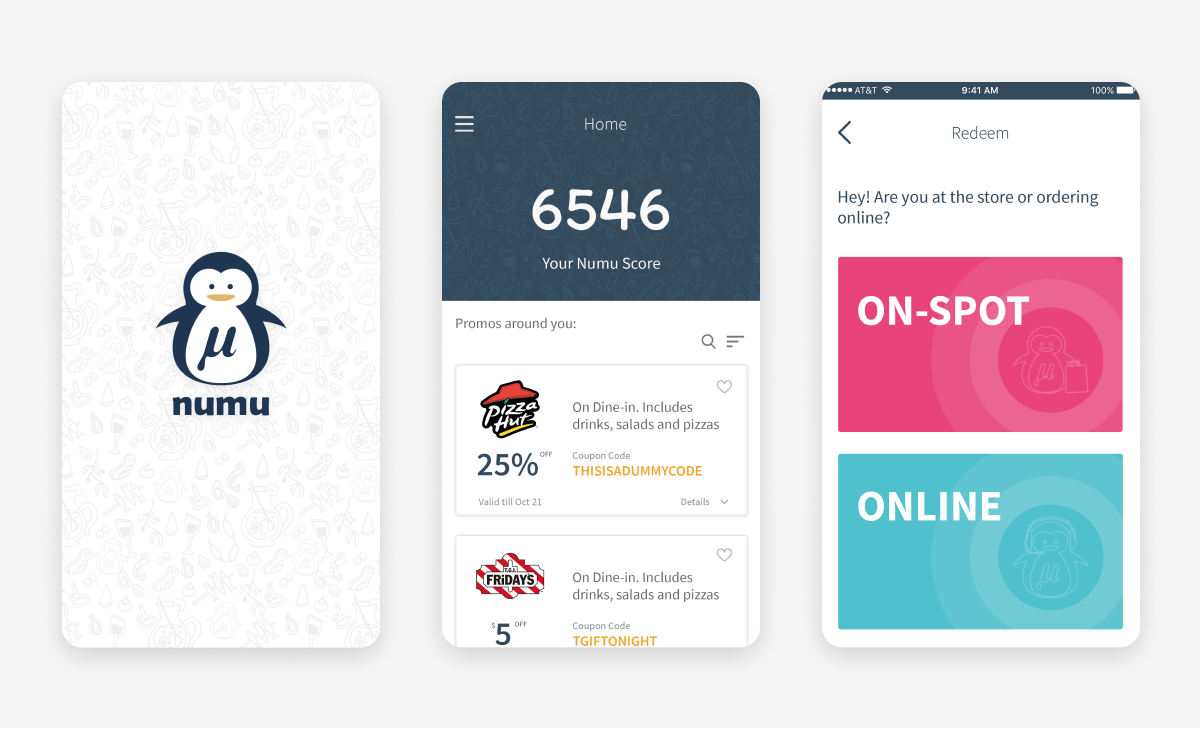 μ
numu
Home
6546
Your Numu Score
Promos around you:
Pizza
Hut
On Dine-in. Includes
drinks, salads and pizzas
25% OFF
Coupon Code
THISISADUMMYCODE
Valid till Oct 21
Details
T.G.I.
FRiDAYS
On Dine-in. Includes
drinks, salads and pizzas
$5 OFF
Coupon Code
TGIFTONIGHT
AT&T
9:41 AM
100%
Redeem
Hey! Are you at the store or ordering
online?
ON-SPOT
μ
ONLINE
μ